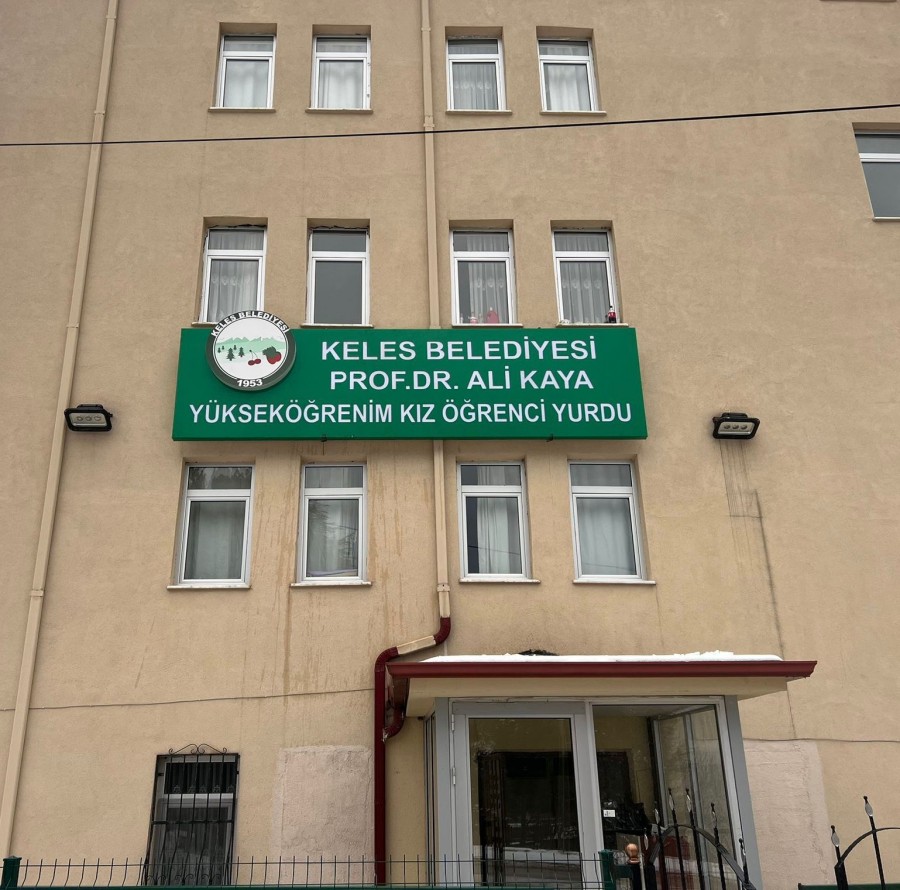 KELES BELEDİYESİ
1953
KELES BELEDİYESİ
PROF.DR. ALİ KAYA
YÜKSEKÖĞRENİM KIZ ÖĞRENCİ YURDU